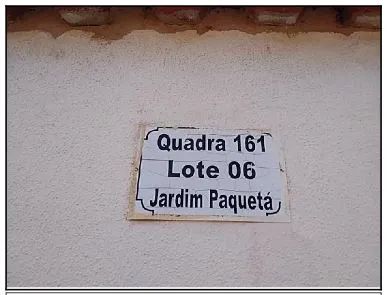 Quadra 161
Lote 06
Jardim Paquetá